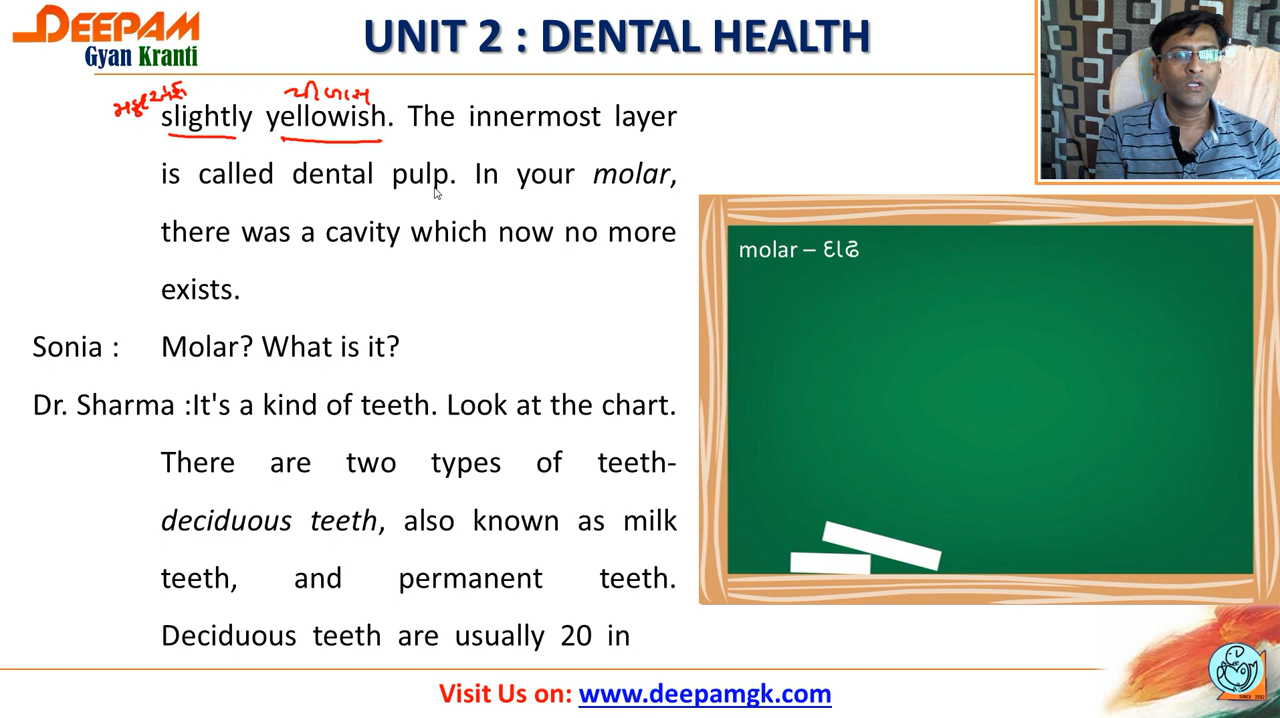 DEEPAM
Gyan Kranti
UNIT 2 : DENTAL HEALTH
slightly yellowish. The innermost layer
is called dental pulp. In your molar,
there was a cavity which now no more
exists.
Sonia : Molar? What is it?
Dr. Sharma :It's a kind of teeth. Look at the chart.
There are two types of teeth-
deciduous teeth, also known as milk
teeth, and permanent teeth.
Deciduous teeth are usually 20 in
molar – દાઢ
Visit Us on: www.deepamgk.com